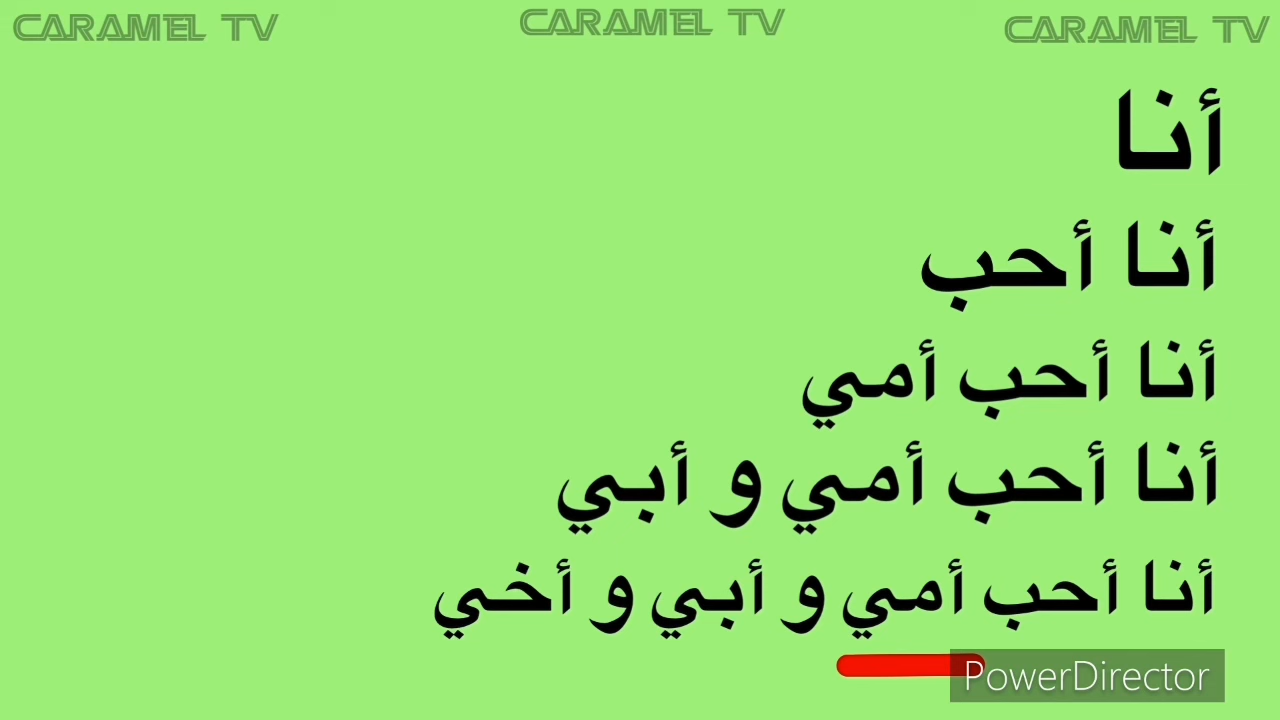 CARAMEL TV CARAMEL TV CARAMEL TV
أنا
أنا أحب
أنا أحب أمي
أنا أحب أمي و أبي
أنا أحب أمي و أبي و أخي
PowerDirector